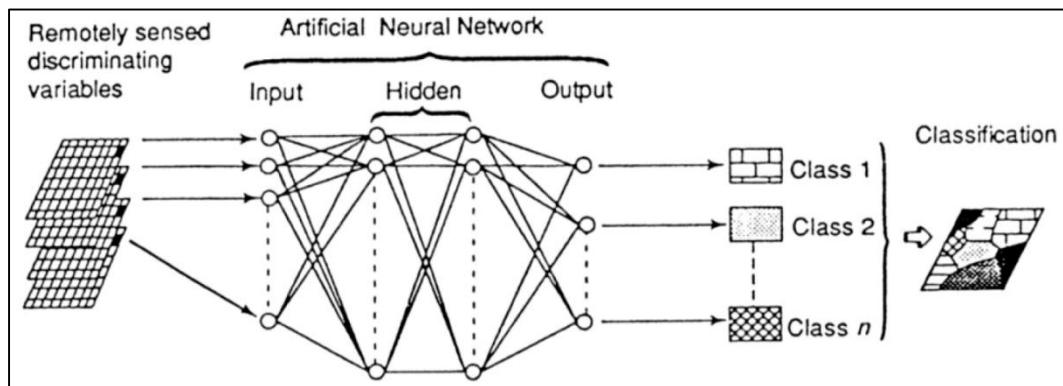 Remotely sensed
discriminating
variables
Artificial Neural Network
Input
Hidden
Output
Classification
Class 1
Class 2
Class n